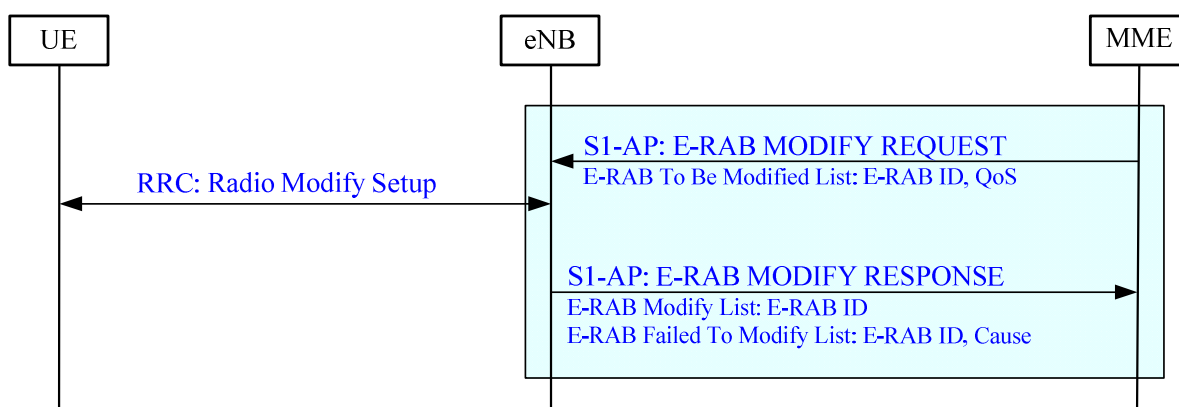 UE
eNB
MME
S1-AP: E-RAB MODIFY REQUEST
E-RAB To Be Modified List: E-RAB ID, QoS
RRC: Radio Modify Setup
S1-AP: E-RAB MODIFY RESPONSE
E-RAB Modify List: E-RAB ID
E-RAB Failed To Modify List: E-RAB ID, Cause